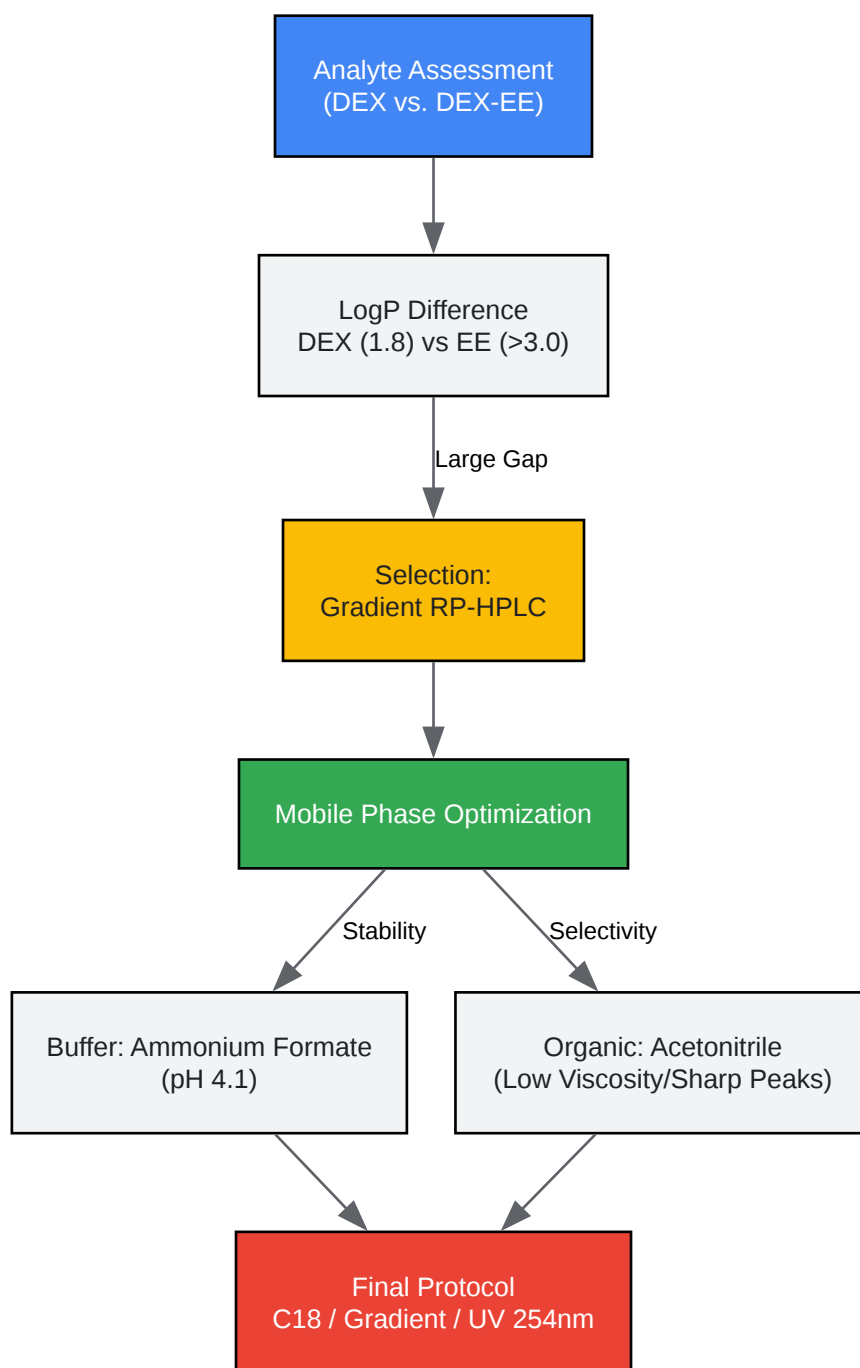 Analyte Assessment
(DEX vs. DEX-EE)
LogP Difference
DEX (1.8) vs EE (>3.0)
Large Gap
Selection:
Gradient RP-HPLC
Mobile Phase Optimization
Stability
Selectivity
Buffer: Ammonium Formate
(pH 4.1)
Organic: Acetonitrile
(Low Viscosity/Sharp Peaks)
Final Protocol
C18 / Gradient / UV 254nm